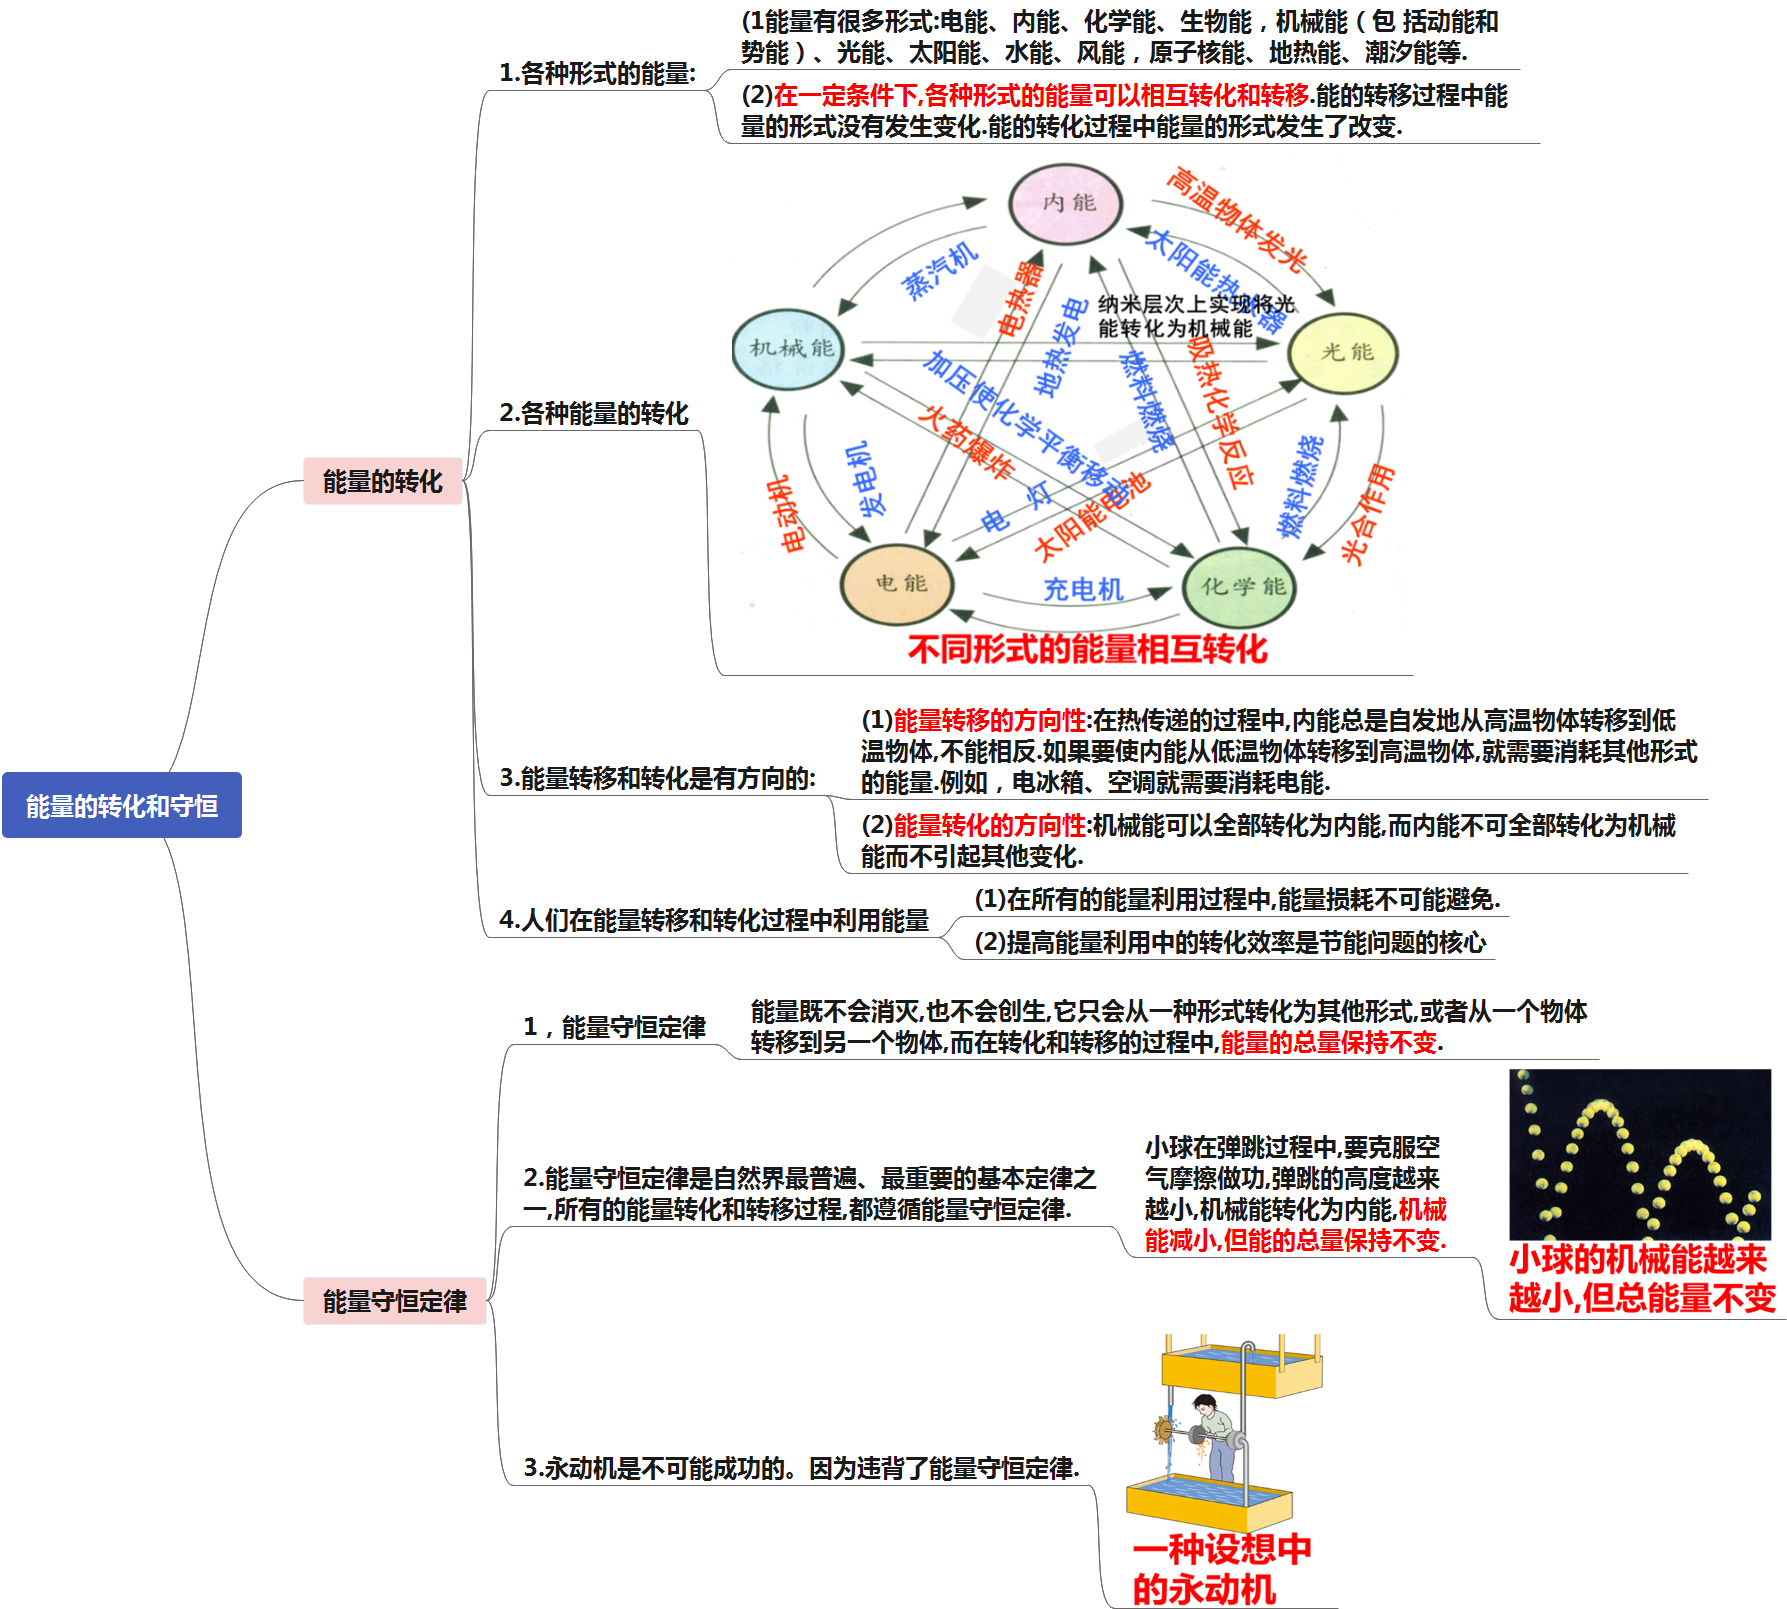 (1能量有很多形式:电能、内能、化学能、生物能，机械能（包 括动能和
势能）、光能、太阳能、水能、风能，原子核能、地热能、潮汐能等.
1.各种形式的能量:
(2)在一定条件下,各种形式的能量可以相互转化和转移.能的转移过程中能
量的形式没有发生变化.能的转化过程中能量的形式发生了改变.
内能
高温物体发光
太阳能热水器
蒸汽机
电热器
地热发电
纳米层次上实现将光
能转化为机械能
机械能
光能
加压使化学平衡移动
燃料燃烧
吸热化学反应
火药爆炸
2.各种能量的转化
发电机
电动机
电 灯
太阳能电池
燃料燃烧
光合作用
电能
充电机
化学能
不同形式的能量相互转化
能量的转化
(1)能量转移的方向性:在热传递的过程中,内能总是自发地从高温物体转移到低
温物体,不能相反.如果要使内能从低温物体转移到高温物体,就需要消耗其他形式
的能量.例如，电冰箱、空调就需要消耗电能.
3.能量转移和转化是有方向的:
(2)能量转化的方向性:机械能可以全部转化为内能,而内能不可全部转化为机械
能而不引起其他变化.
能量的转化和守恒
4.人们在能量转移和转化过程中利用能量
(1)在所有的能量利用过程中,能量损耗不可能避免.
(2)提高能量利用中的转化效率是节能问题的核心
1，能量守恒定律
能量既不会消灭,也不会创生,它只会从一种形式转化为其他形式,或者从一个物体
转移到另一个物体,而在转化和转移的过程中,能量的总量保持不变.
2.能量守恒定律是自然界最普遍、最重要的基本定律之
一,所有的能量转化和转移过程,都遵循能量守恒定律.
小球在弹跳过程中,要克服空
气摩擦做功,弹跳的高度越来
越小,机械能转化为内能,机械
能减小,但能的总量保持不变.
小球的机械能越来
越小,但总能量不变
能量守恒定律
3.永动机是不可能成功的。因为违背了能量守恒定律.
一种设想中
的永动机